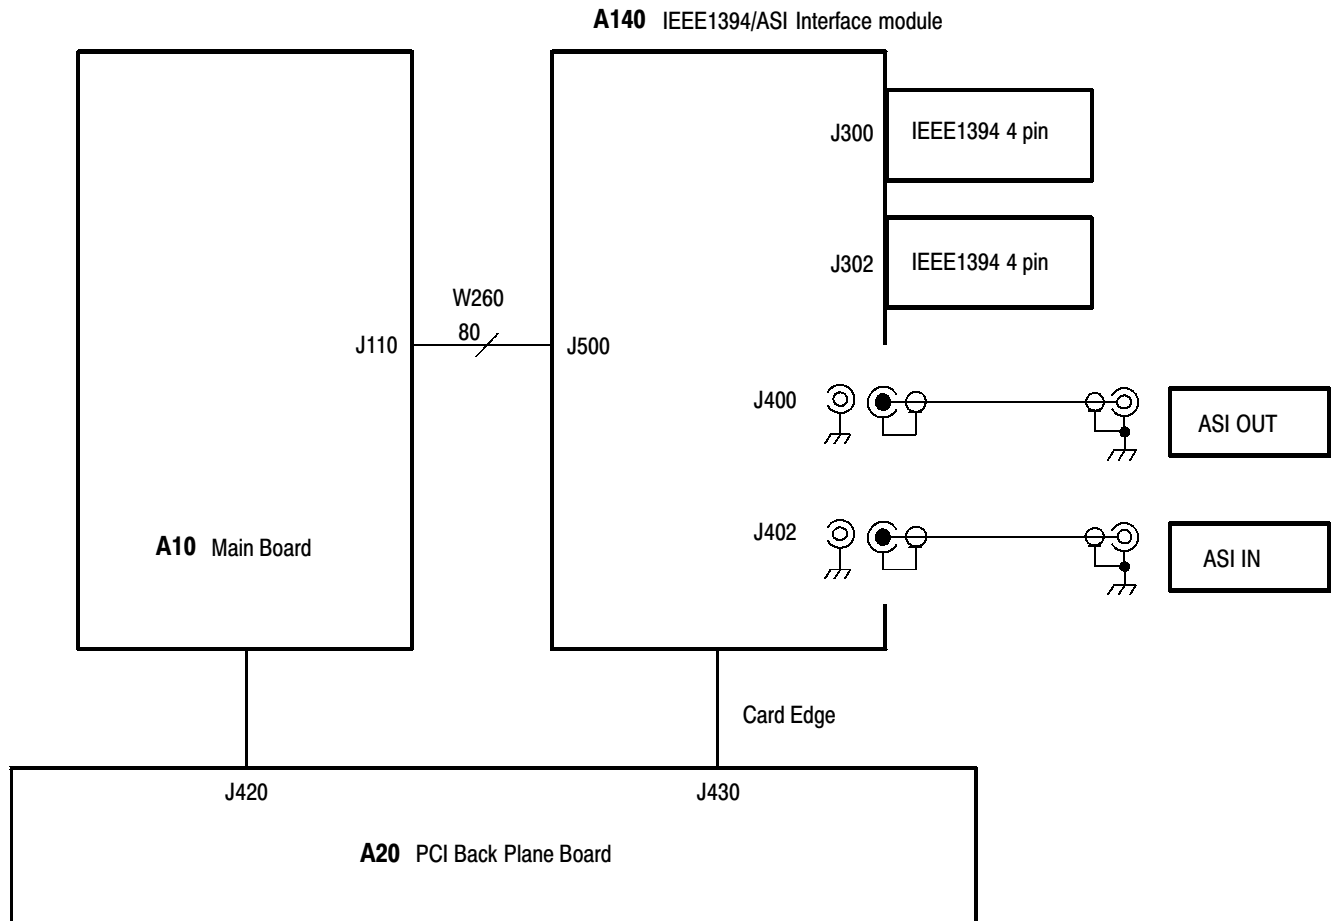 A140 IEEE1394/ASI Interface module
J300
IEEE1394 4 pin
J302
IEEE1394 4 pin
W260
80
J110
J500
J400
ASI OUT
J402
ASI IN
A10 Main Board
Card Edge
J420
J430
A20 PCI Back Plane Board